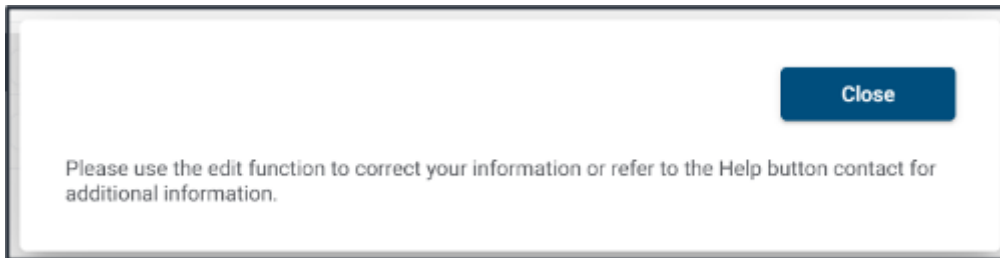 Close
Please use the edit function to correct your information or refer to the Help button contact for
additional information.